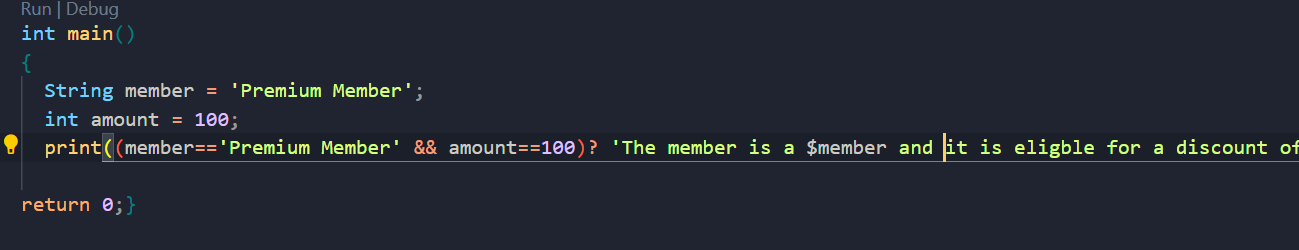 Run | Debug
int main()
{
String member = 'Premium Member';
int amount = 100;
print((member=='Premium Member' && amount==100)? 'The member is a $member and it is eligble for a discount of
return 0;}